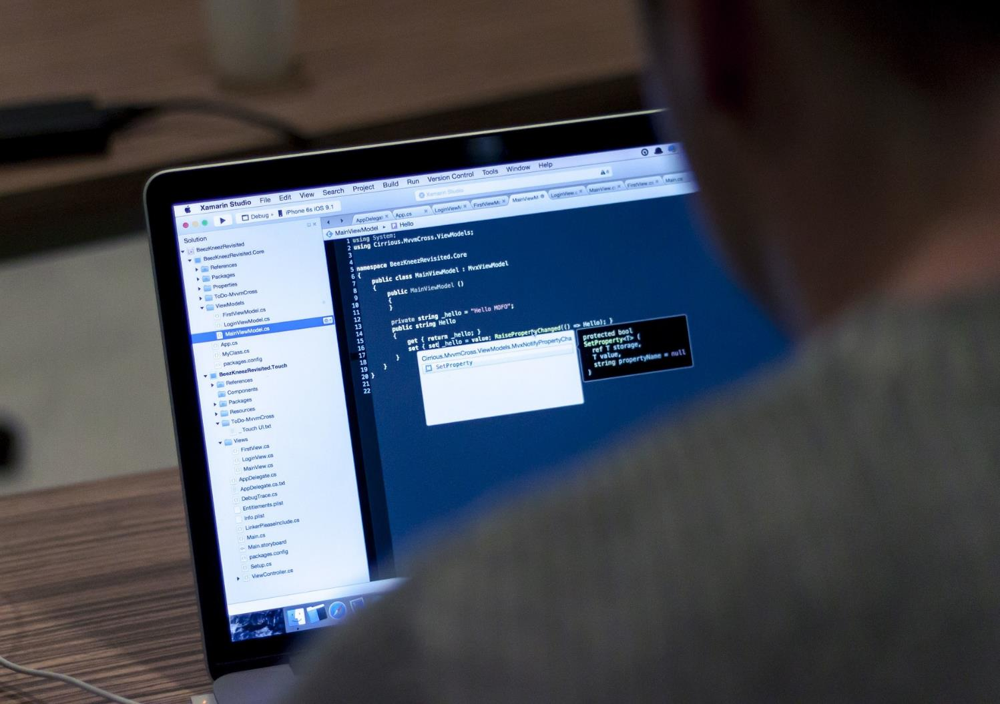 Xamarin Studio File Edit View Search Project Build Run Version Control Tools Window Help
Debug iPhone 6s iOS 9.1 Xamarin Studio
AppDelega App.cs LoginViewM FirstViewM MainViewM LoginView.c MainView.c FirstView.cs Main.cs
MainViewModel Hello
Solution
BeezKneezRevisited
BeezKneezRevisited.Core
References
Packages
Properties
ToDo-MvvmCross
ViewModels
FirstViewModel.cs
LoginViewModel.cs
MainViewModel.cs
App.cs
MyClass.cs
packages.config
BeezKneezRevisited.Touch
References
Components
Packages
Resources
ToDo-MvvmCross
_ Touch UI.txt
Views
FirstView.cs
LoginView.cs
MainView.cs
AppDelegate.cs
AppDelegate.cs.txt
DebugTrace.cs
Entitlements.plist
Info.plist
LinkerPleaseInclude.cs
Main.cs
Main.storyboard
packages.config
Setup.cs
ViewController.cs
1 using System;
2 using Cirrious.MvvmCross.ViewModels;
3
4
5 namespace BeezKneezRevisited.Core
6 {
7 public class MainViewModel : MvxViewModel
8 {
9 public MainViewModel ()
10 {
11 }
12
13 private string _hello = "Hello MOFO";
14 public string Hello
15 {
16 get { return _hello; }
17 set { set _hello = value; RaisePropertyChanged(() => Hello); }
18 }
19 }
20 }
21
22
Cirrious.MvvmCross.ViewModels.MvxNotifyPropertyCha
SetProperty
protected bool
SetProperty<T> (
ref T storage,
T value,
string propertyName = null
)